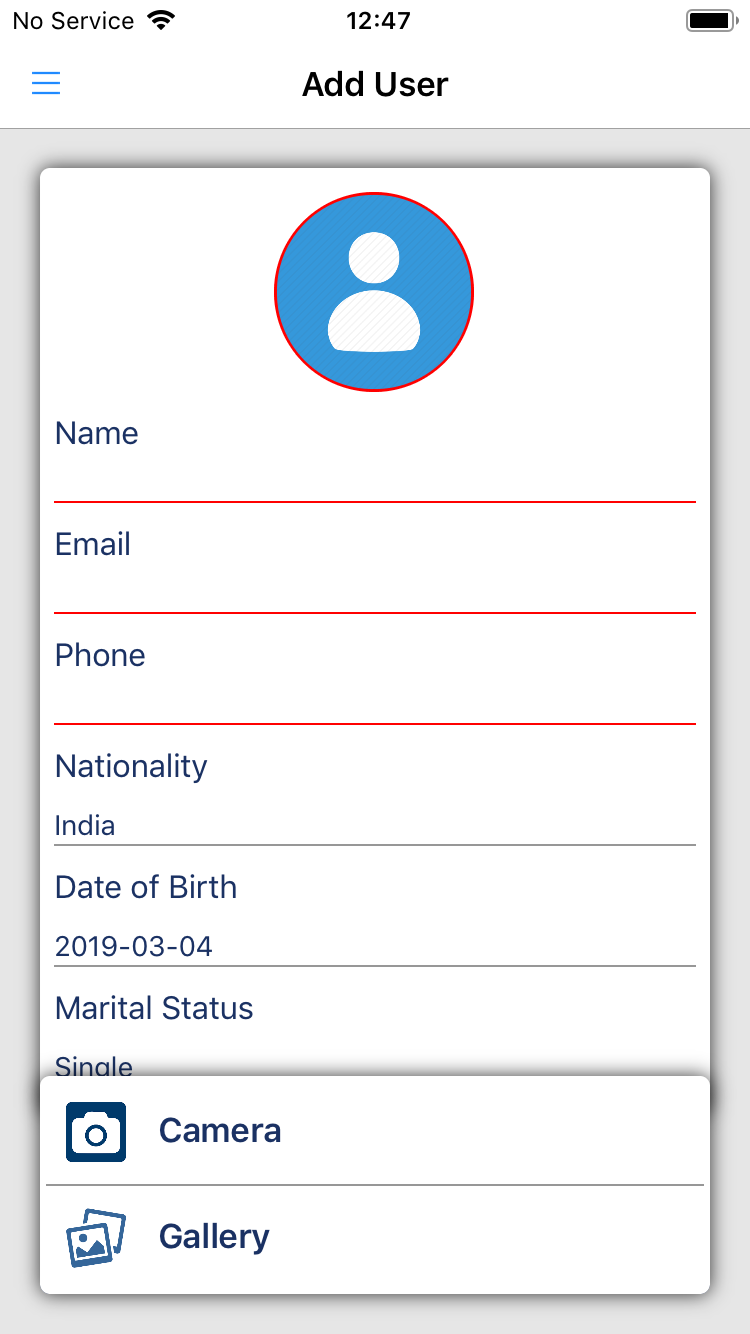 No Service 12:47
Add User
Name
Email
Phone
Nationality
India
Date of Birth
2019-03-04
Marital Status
Single
Camera
Gallery